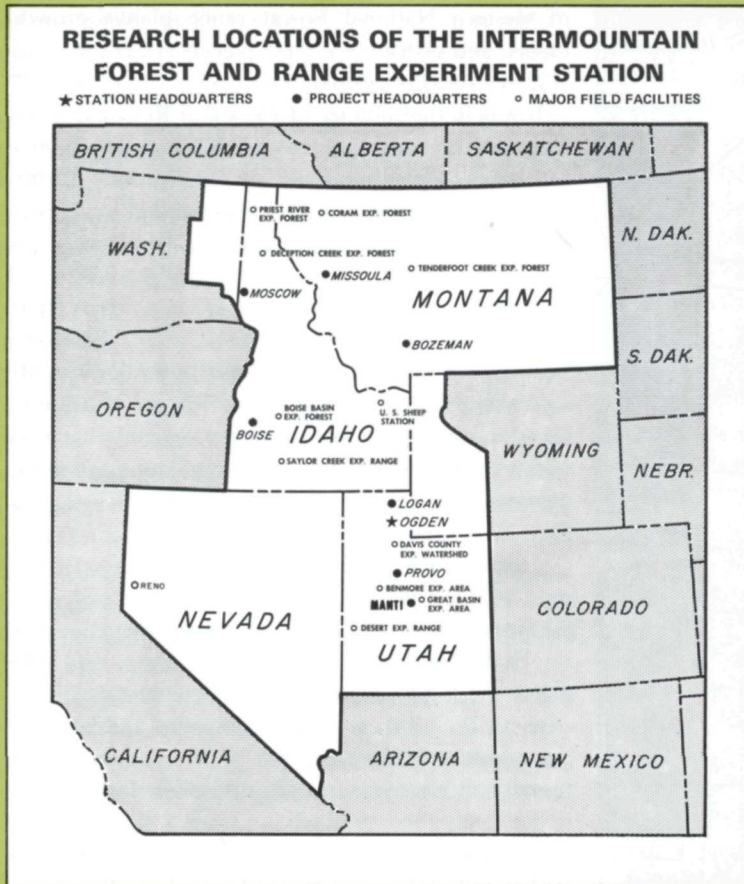 RESEARCH LOCATIONS OF THE INTERMOUNTAIN
FOREST AND RANGE EXPERIMENT STATION
★ STATION HEADQUARTERS ● PROJECT HEADQUARTERS ○ MAJOR FIELD FACILITIES
BRITISH COLUMBIA
ALBERTA
SASKATCHEWAN
WASH.
PRIEST RIVER
EXP. FOREST
CORAM EXP. FOREST
N. DAK.
DECEPTION CREEK EXP. FOREST
MISSOULA
TENDERFOOT CREEK EXP. FOREST
MOSCOW
MONTANA
BOZEMAN
S. DAK.
OREGON
BOISE BASIN
EXP. FOREST
U. S. SHEEP
STATION
BOISE
IDAHO
WYOMING
SAYLOR CREEK EXP. RANGE
NEBR.
LOGAN
OGDEN
DAVIS COUNTY
EXP. WATERSHED
RENO
PROVO
BENMORE EXP. AREA
MANTI
GREAT BASIN
EXP. AREA
COLORADO
NEVADA
DESERT EXP. RANGE
UTAH
CALIFORNIA
ARIZONA
NEW MEXICO